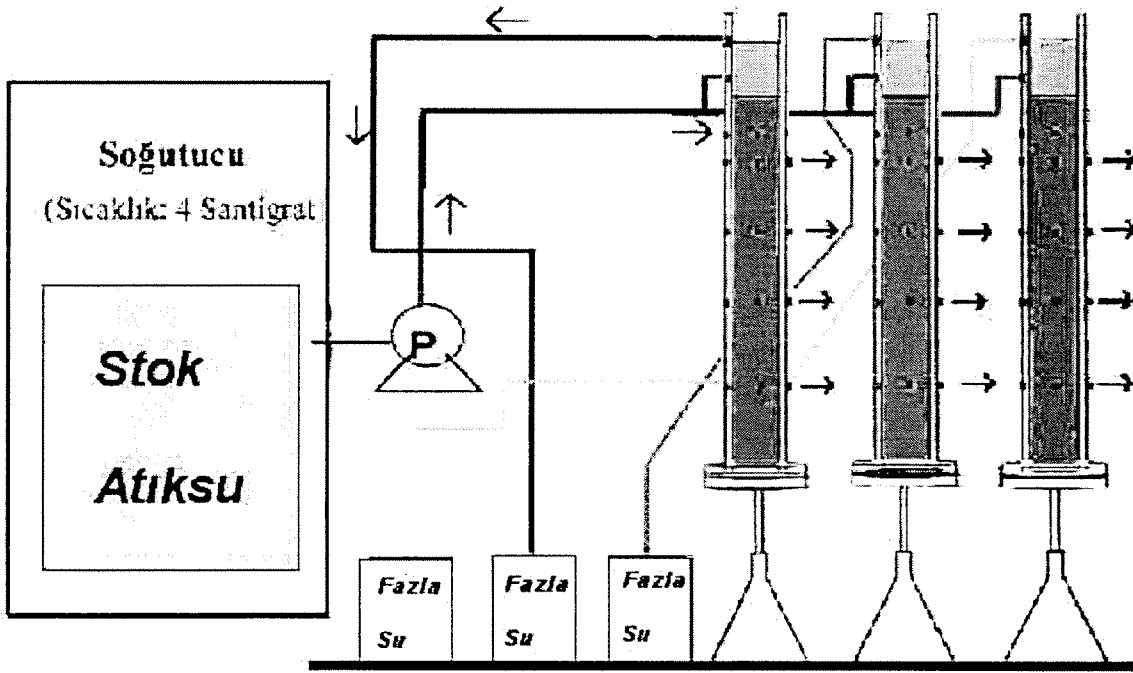 Soğutucu
(Sıcaklık: 4 Santigrat
Stok
Atıksu
P
Fazla
Su
Fazla
Su
Fazla
Su